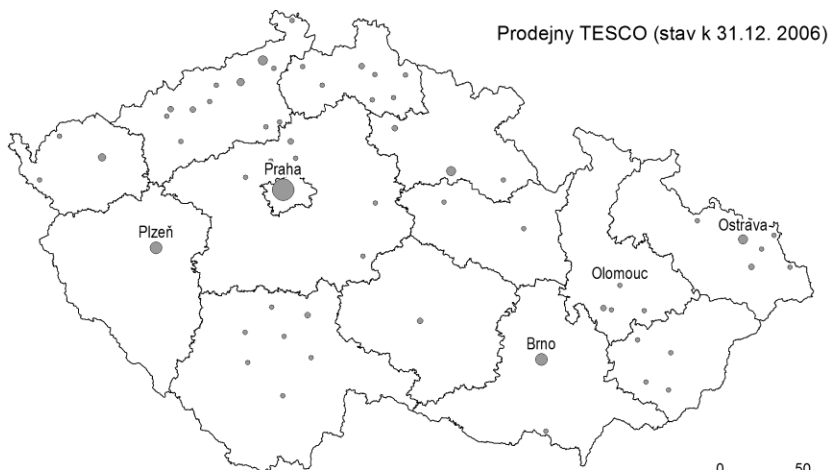 Prodejny TESCO (stav k 31.12. 2006)
Praha
Plzeň
Ostrava
Olomouc
Brno
0 50